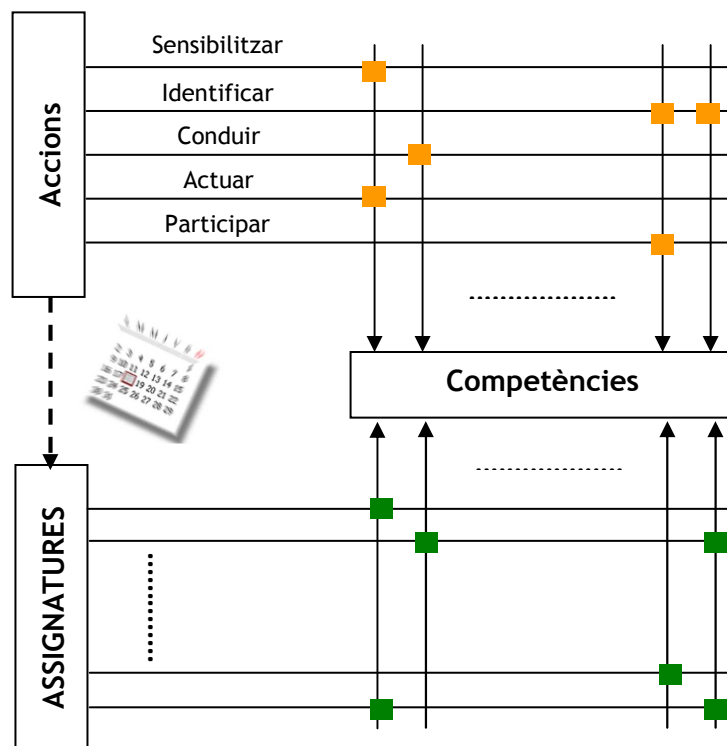 Sensibilitzar
Identificar
Conduir
Actuar
Participar
Accions
Competències
ASSIGNATURES